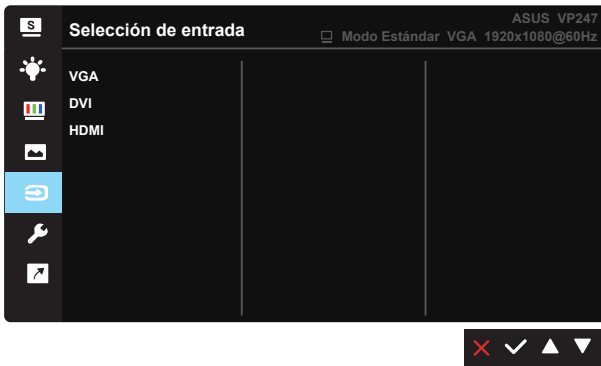 S
Selección de entrada
ASUS VP247
Modo Estándar VGA 1920x1080@60Hz
VGA
DVI
HDMI